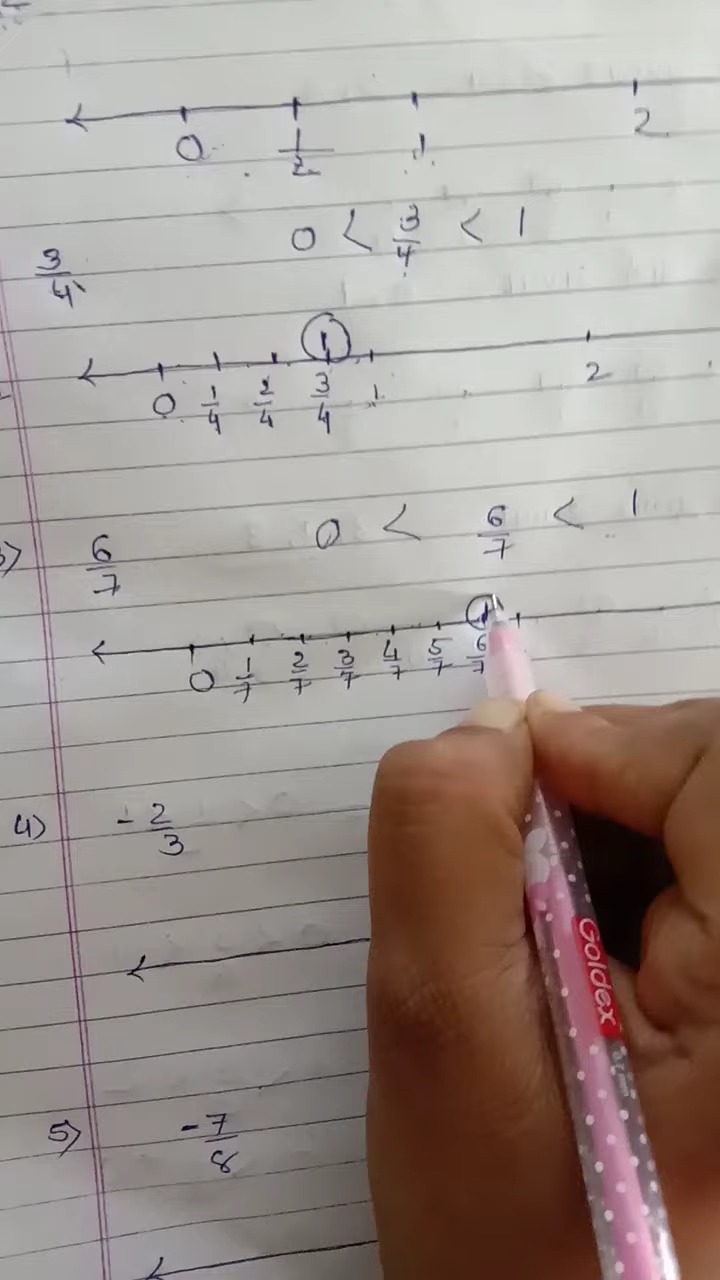 0 1/2 1 2
3/4 0 < 3/4 < 1
0 1/4 2/4 3/4 1 2
6/7 0 < 6/7 < 1
0 1/7 2/7 3/7 4/7 5/7 6/7
4) -2/3
5) -7/8
Goldex